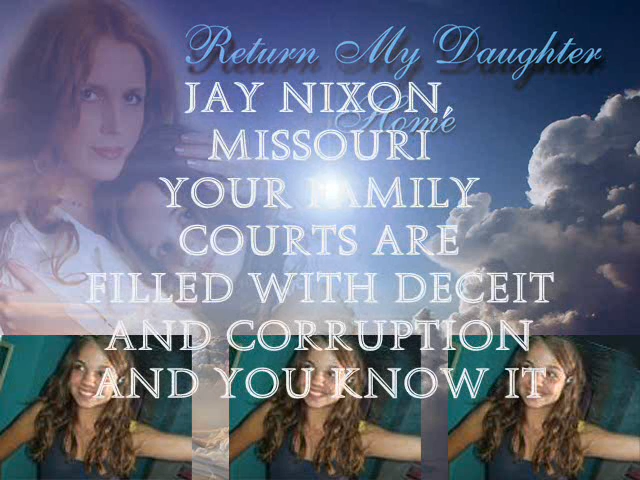 Return My Daughter
Home
JAY NIXON,
MISSOURI
YOUR FAMILY
COURTS ARE
FILLED WITH DECEIT
AND CORRUPTION
AND YOU KNOW IT